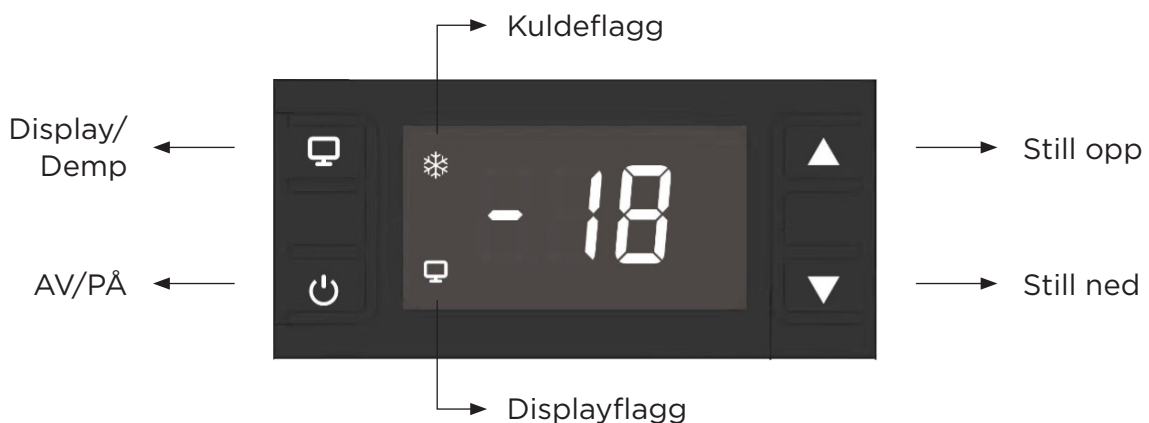 Kuldeflagg
Display/
Demp
- 18
Still opp
AV/PÅ
Still ned
Displayflagg